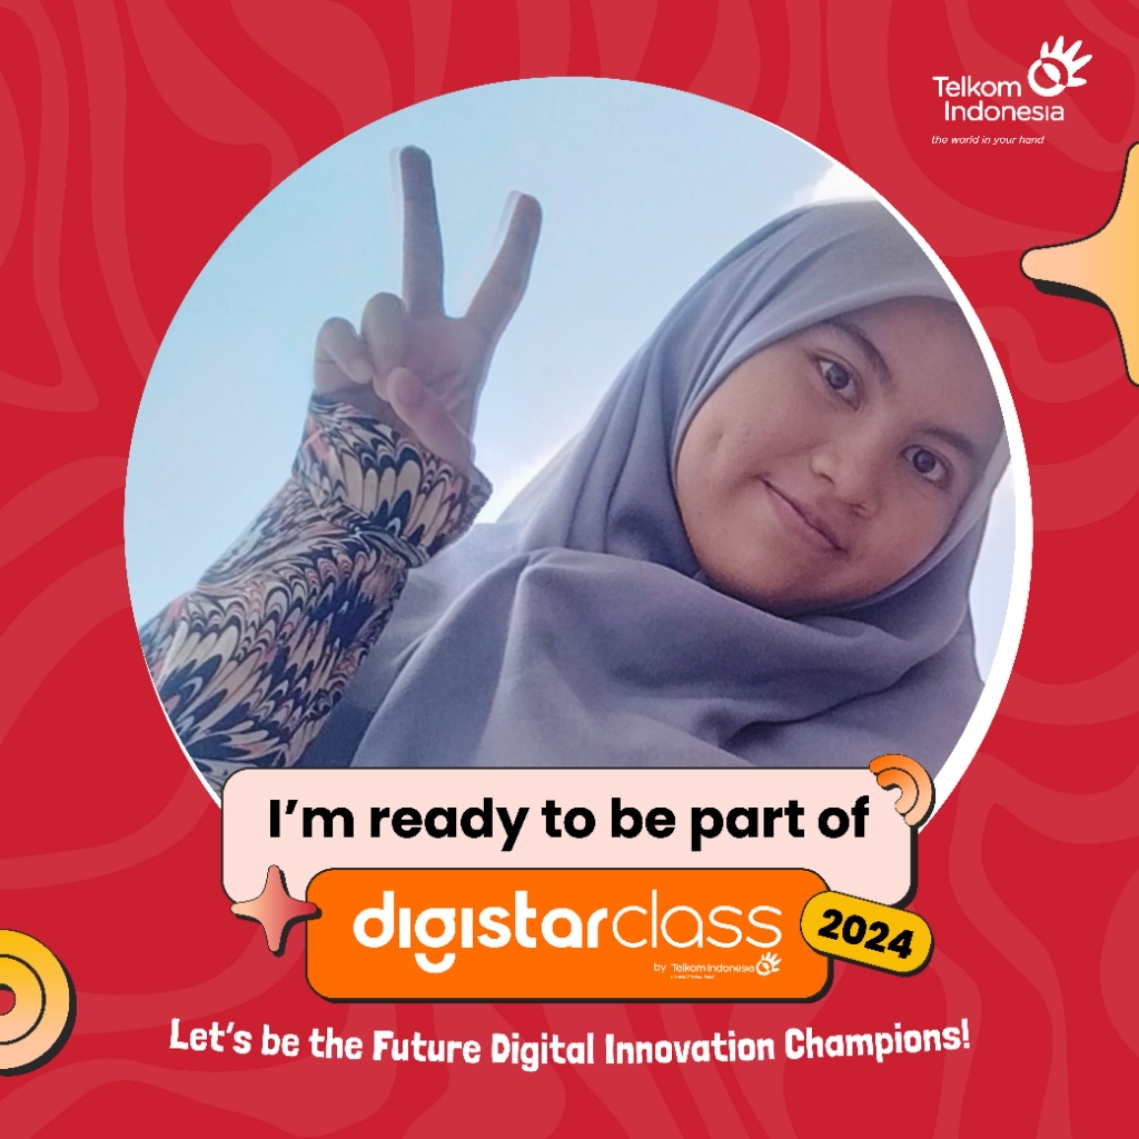 Telkom
Indonesia
the world in your hand
I'm ready to be part of
digistarclass
2024
by Telkom Indonesia
Let's be the Future Digital Innovation Champions!